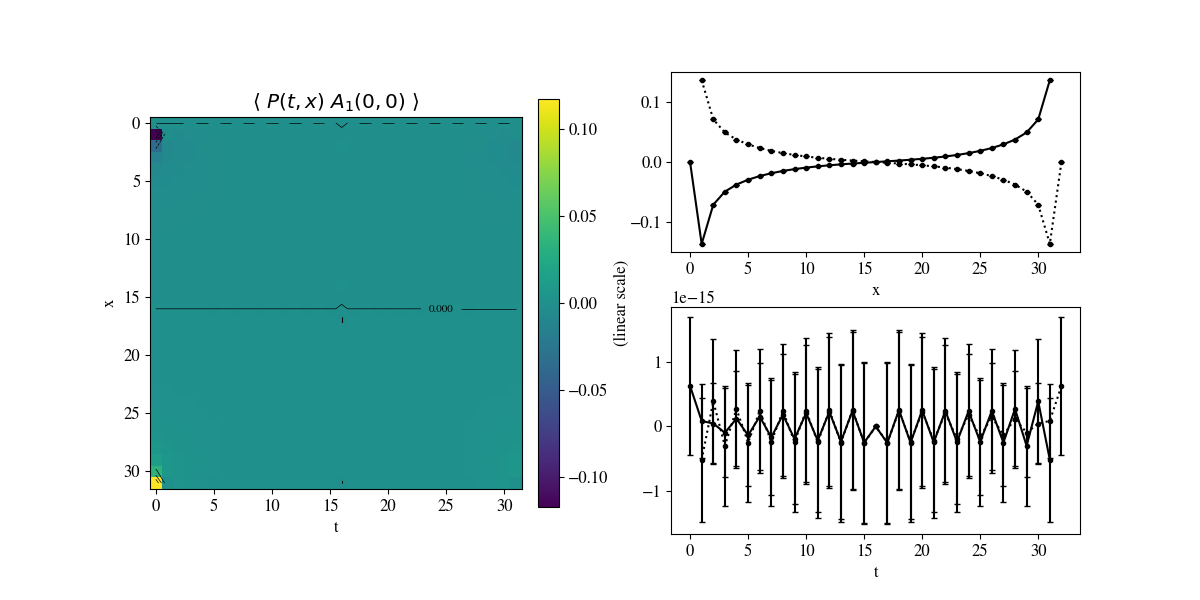 ⟨ P(t, x) A₁(0, 0) ⟩
0
5
10
15
20
25
30
x
0.000
0 5 10 15 20 25 30
t
0.10
0.05
0.00
−0.05
−0.10
(linear scale)
0.1
0.0
−0.1
0 5 10 15 20 25 30
x
1e−15
1
0
−1
0 5 10 15 20 25 30
t